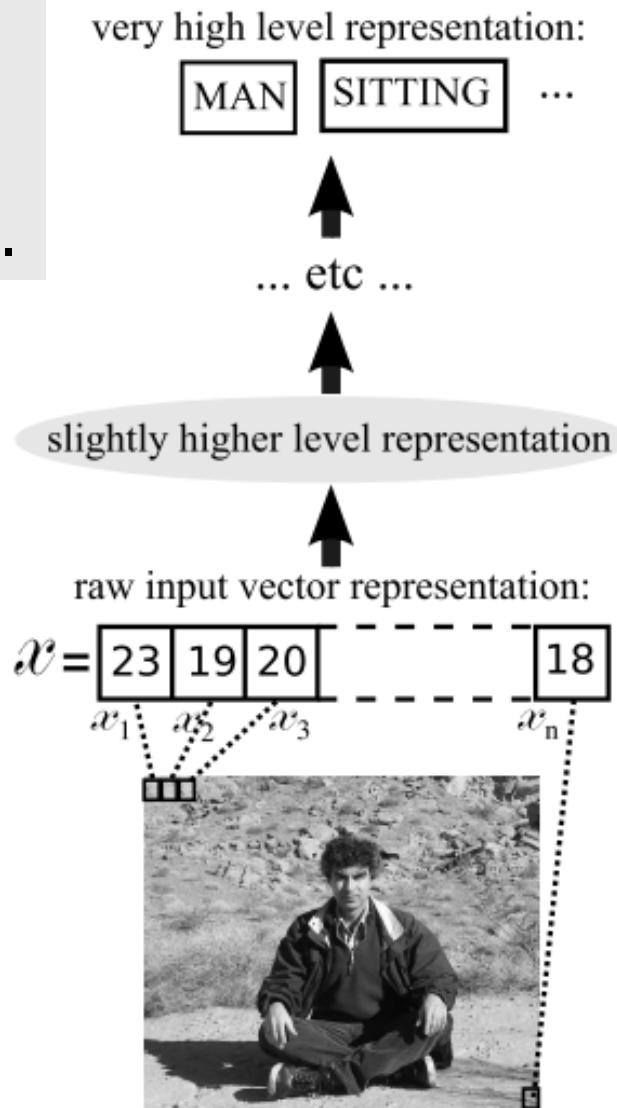 very high level representation:
MAN SITTING ...
... etc ...
slightly higher level representation
raw input vector representation:
x = 23 19 20 18
x₁ x₂ x₃ xₙ